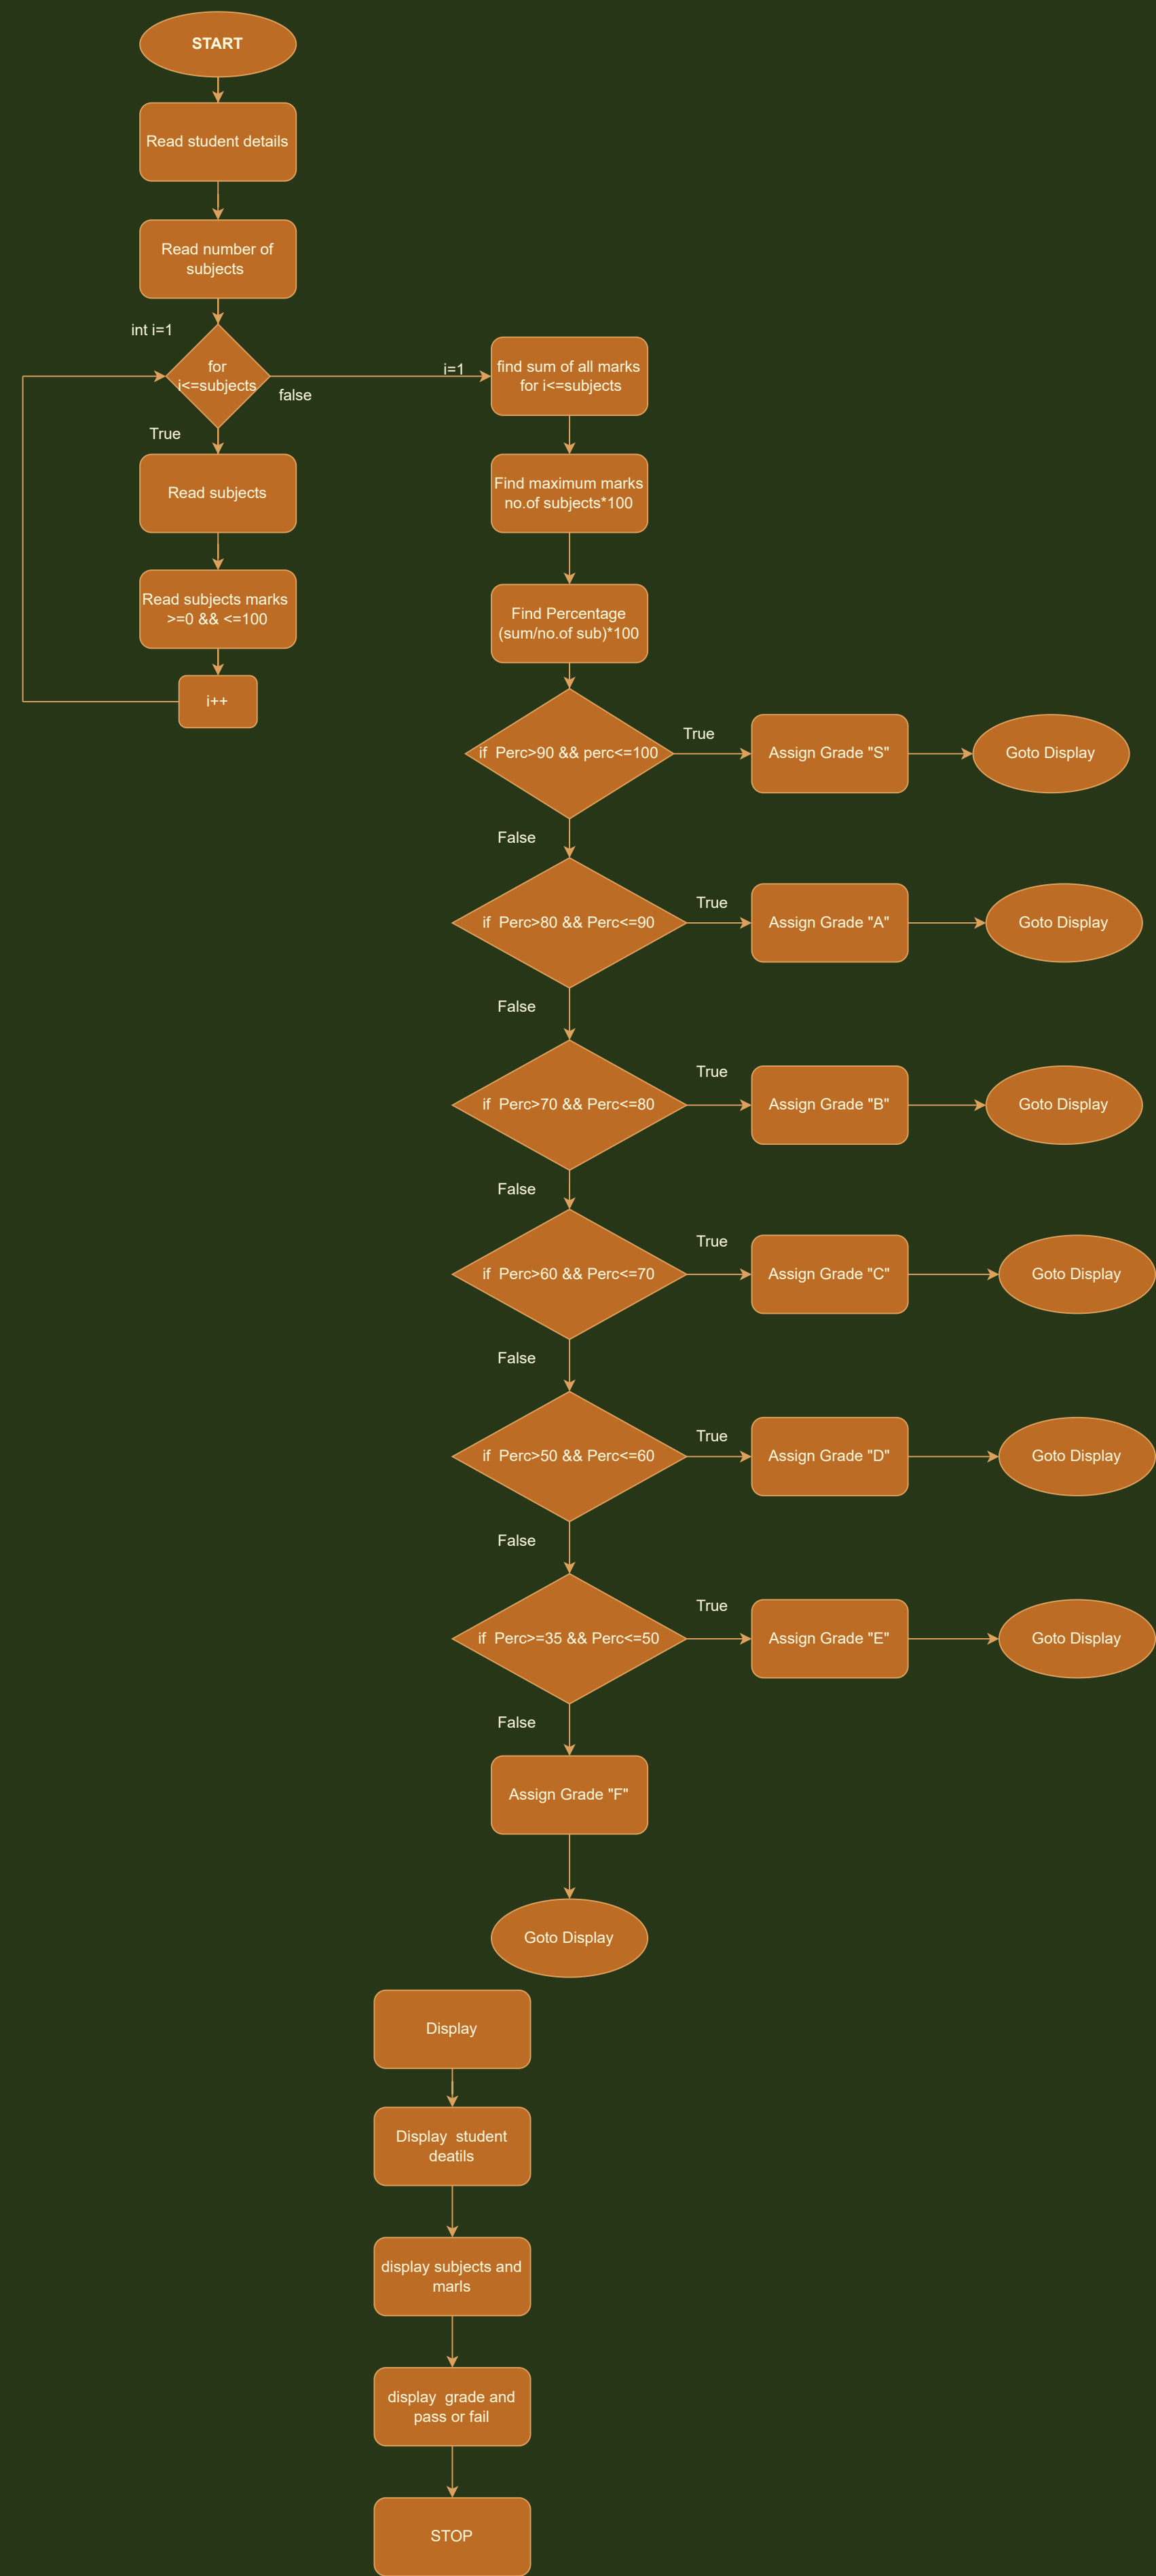 START
Read student details
Read number of
subjects
int i=1
for
i<=subjects
false
True
Read subjects
Read subjects marks
>=0 && <=100
i++
i=1
find sum of all marks
for i<=subjects
Find maximum marks
no.of subjects*100
Find Percentage
(sum/no.of sub)*100
if  Perc>90 && perc<=100
True
Assign Grade "S"
Goto Display
False
if  Perc>80 && Perc<=90
True
Assign Grade "A"
Goto Display
False
if  Perc>70 && Perc<=80
True
Assign Grade "B"
Goto Display
False
if  Perc>60 && Perc<=70
True
Assign Grade "C"
Goto Display
False
if  Perc>50 && Perc<=60
True
Assign Grade "D"
Goto Display
False
if  Perc>=35 && Perc<=50
True
Assign Grade "E"
Goto Display
False
Assign Grade "F"
Goto Display
Display
Display  student
deatils
display subjects and
marls
display  grade and
pass or fail
STOP